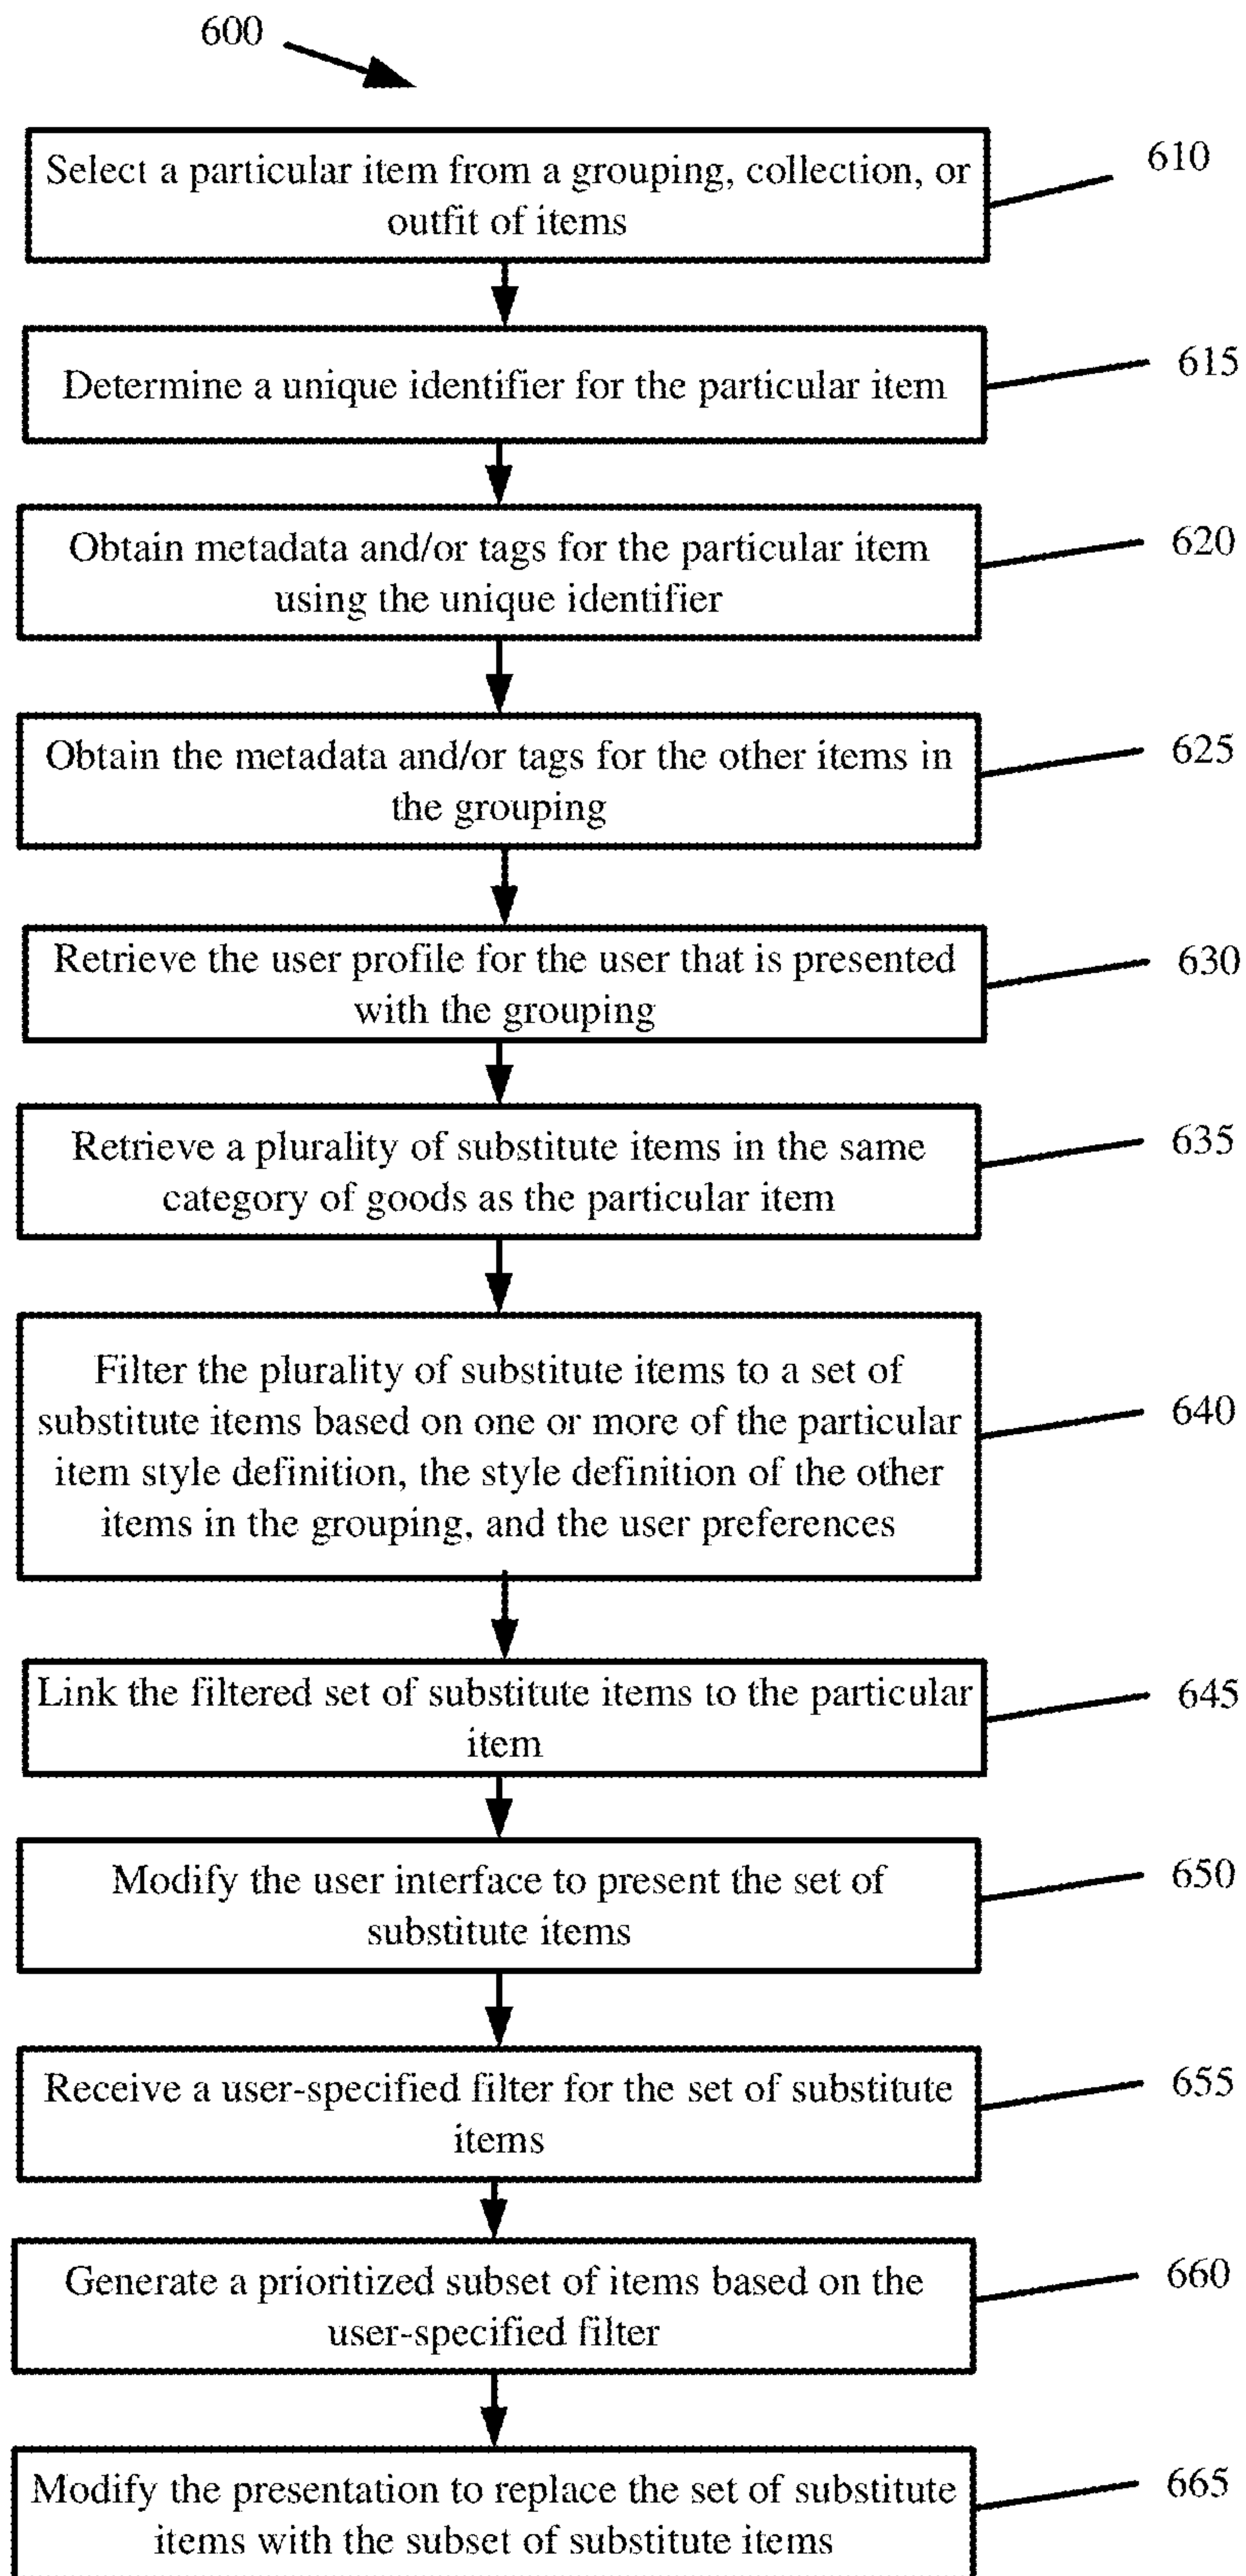 600
Select a particular item from a grouping, collection, or
outfit of items
610
Determine a unique identifier for the particular item
615
Obtain metadata and/or tags for the particular item
using the unique identifier
620
Obtain the metadata and/or tags for the other items in
the grouping
625
Retrieve the user profile for the user that is presented
with the grouping
630
Retrieve a plurality of substitute items in the same
category of goods as the particular item
635
Filter the plurality of substitute items to a set of
substitute items based on one or more of the particular
item style definition, the style definition of the other
items in the grouping, and the user preferences
640
Link the filtered set of substitute items to the particular
item
645
Modify the user interface to present the set of
substitute items
650
Receive a user-specified filter for the set of substitute
items
655
Generate a prioritized subset of items based on the
user-specified filter
660
Modify the presentation to replace the set of substitute
items with the subset of substitute items
665